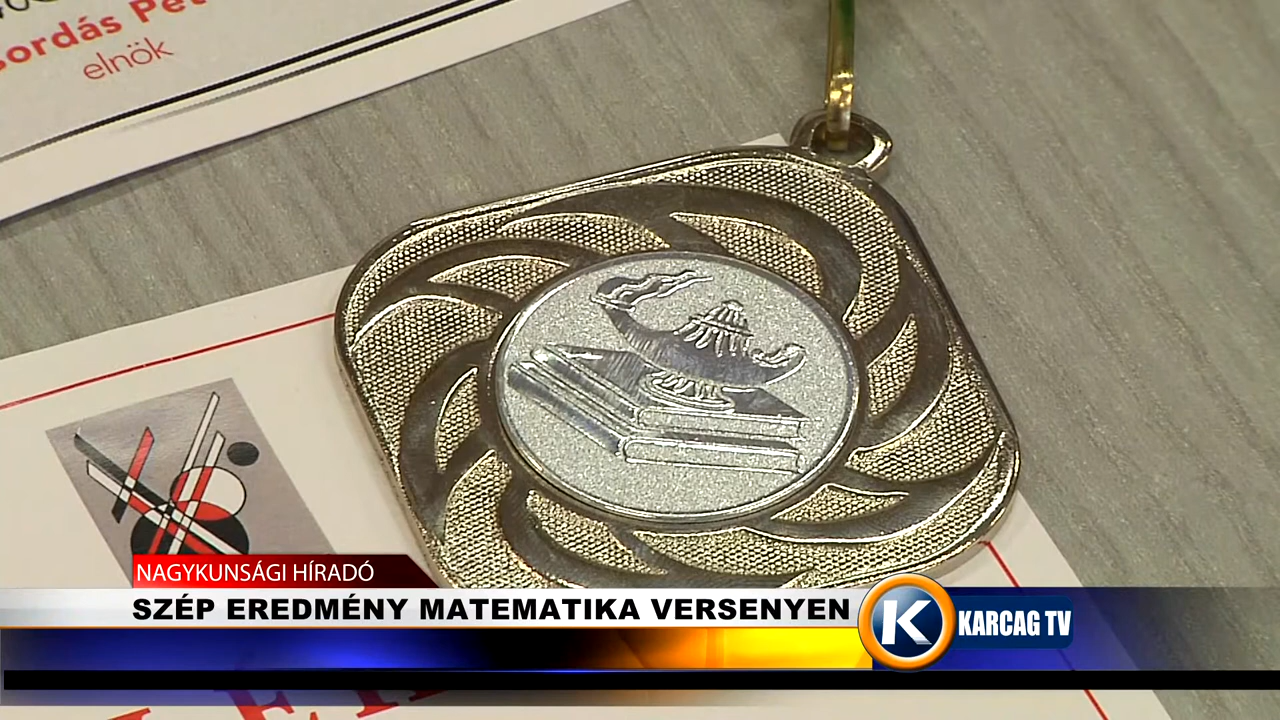 elnök
NAGYKUNSÁGI HÍRADÓ
SZÉP EREDMÉNY MATEMATIKA VERSENYEN
K KARCAG TV